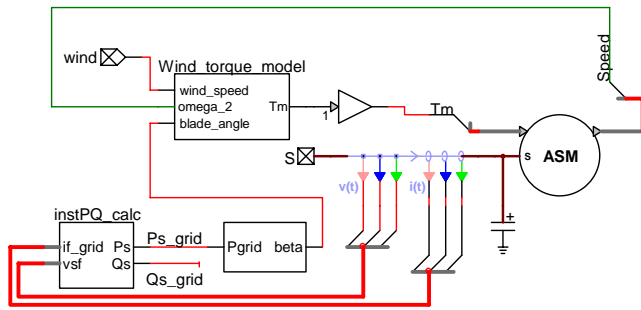 Speed
wind
Wind_torque_model
wind_speed
omega_2
blade_angle
Tm
1
Tm
S
v(t)
i(t)
s
ASM
+
instPQ_calc
if_grid
vsf
Ps
Qs
Ps_grid
Qs_grid
Pgrid
beta